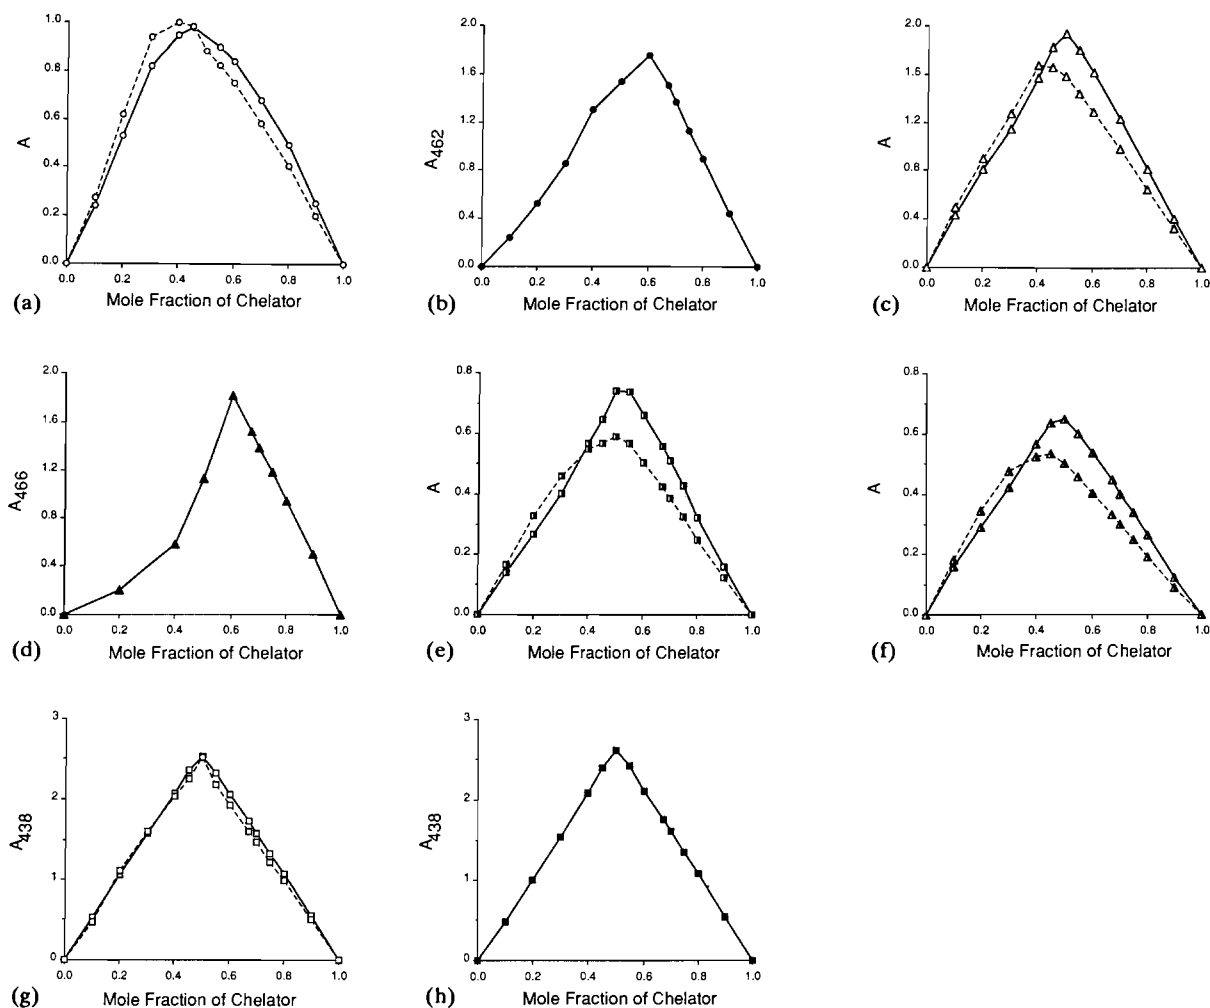 1.0
0.8
0.6
0.4
0.2
0.0
A
0.0 0.2 0.4 0.6 0.8 1.0
(a) Mole Fraction of Chelator
2.0
1.6
1.2
0.8
0.4
0.0
A462
0.0 0.2 0.4 0.6 0.8 1.0
(b) Mole Fraction of Chelator
2.0
1.6
1.2
0.8
0.4
0.0
A
0.0 0.2 0.4 0.6 0.8 1.0
(c) Mole Fraction of Chelator
2.0
1.6
1.2
0.8
0.4
0.0
A466
0.0 0.2 0.4 0.6 0.8 1.0
(d) Mole Fraction of Chelator
0.8
0.6
0.4
0.2
0.0
A
0.0 0.2 0.4 0.6 0.8 1.0
(e) Mole Fraction of Chelator
0.8
0.6
0.4
0.2
0.0
A
0.0 0.2 0.4 0.6 0.8 1.0
(f) Mole Fraction of Chelator
3
2
1
0
A438
0.0 0.2 0.4 0.6 0.8 1.0
(g) Mole Fraction of Chelator
3
2
1
0
A438
0.0 0.2 0.4 0.6 0.8 1.0
(h) Mole Fraction of Chelator